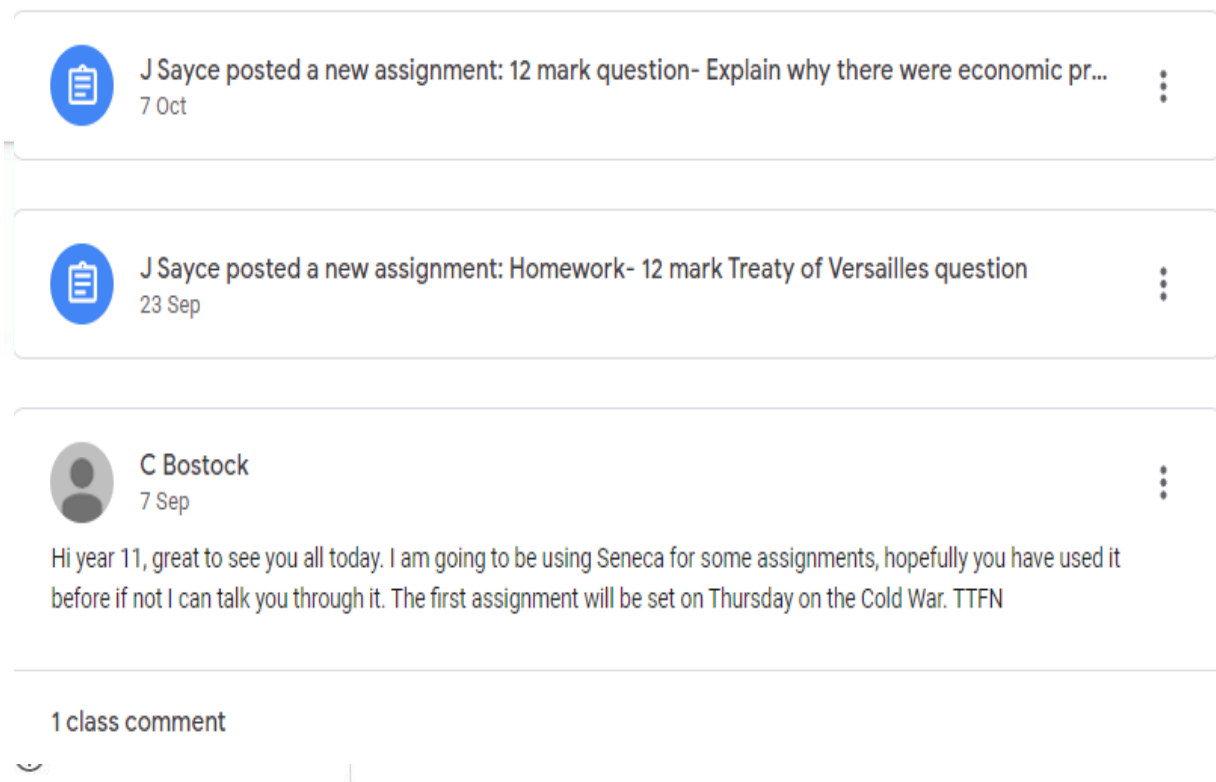 J Sayce posted a new assignment: 12 mark question- Explain why there were economic pr...
7 Oct
J Sayce posted a new assignment: Homework- 12 mark Treaty of Versailles question
23 Sep
C Bostock
7 Sep
Hi year 11, great to see you all today. I am going to be using Seneca for some assignments, hopefully you have used it
before if not I can talk you through it. The first assignment will be set on Thursday on the Cold War. TTFN
1 class comment